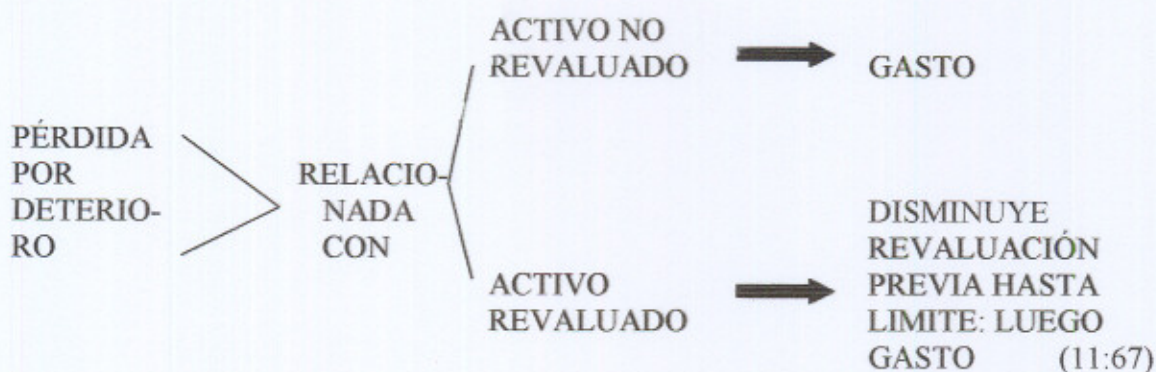 PÉRDIDA
POR
DETERIO-
RO
RELACIO-
NADA
CON
ACTIVO NO
REVALUADO
GASTO
ACTIVO
REVALUADO
DISMINUYE
REVALUACIÓN
PREVIA HASTA
LIMITE: LUEGO
GASTO (11:67)